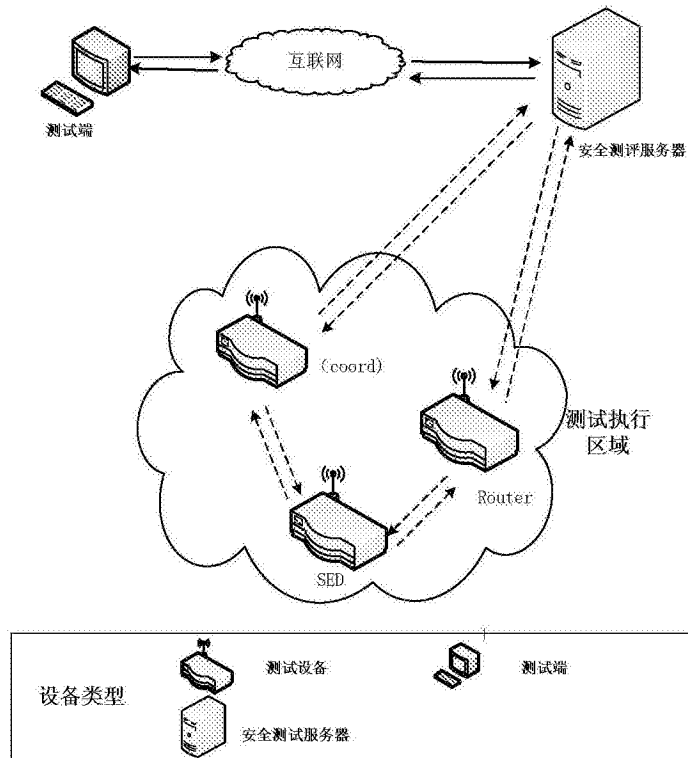 互联网
测试端
安全测评服务器
(coord)
测试执行
区域
Router
SED
设备类型
测试设备
测试端
安全测试服务器